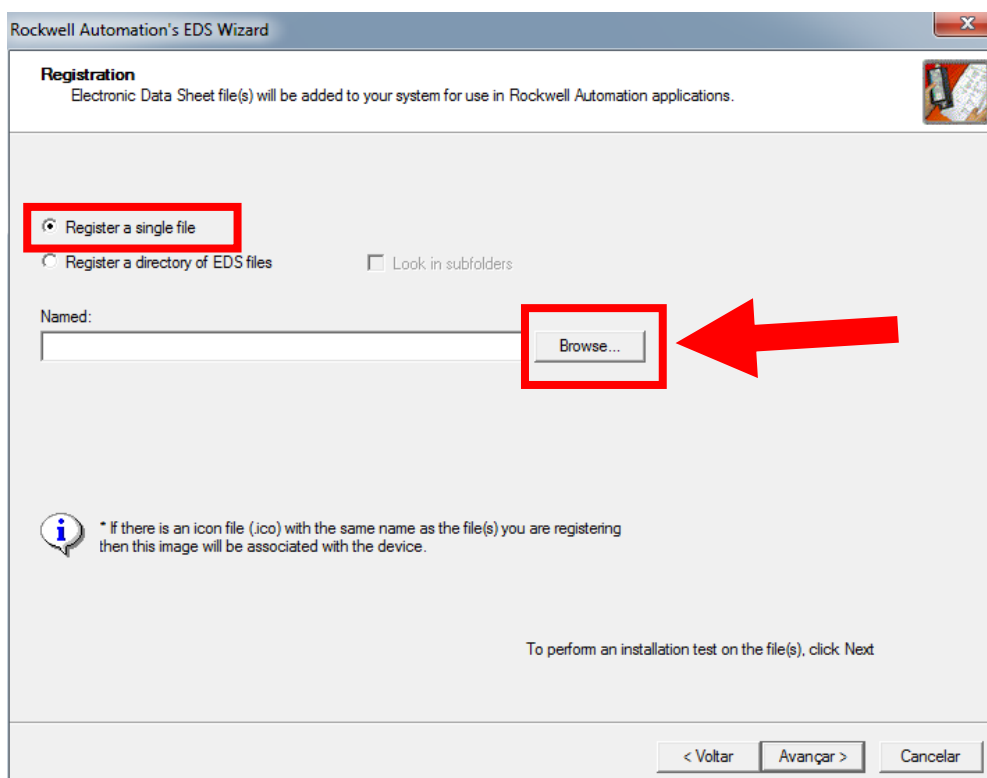 Rockwell Automation's EDS Wizard
Registration
Electronic Data Sheet file(s) will be added to your system for use in Rockwell Automation applications.
Register a single file
Register a directory of EDS files
Look in subfolders
Named:
Browse...
* If there is an icon file (.ico) with the same name as the file(s) you are registering
then this image will be associated with the device.
To perform an installation test on the file(s), click Next
< Voltar
Avançar >
Cancelar